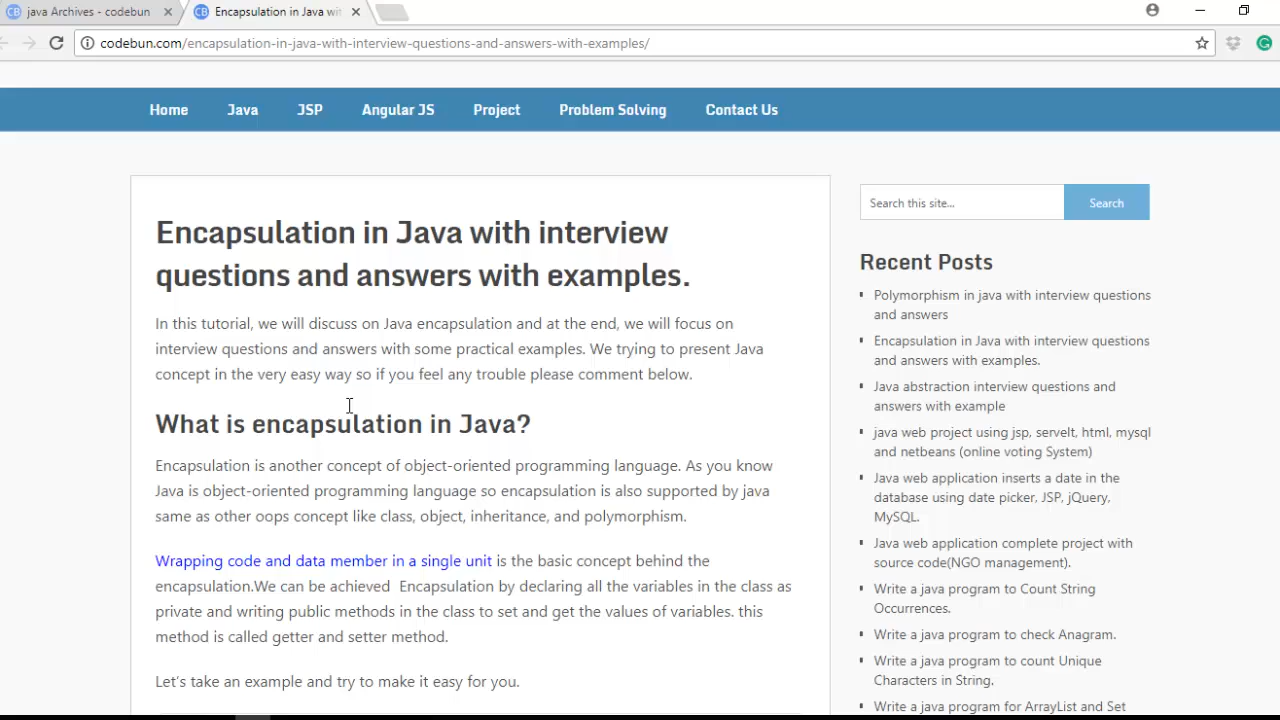 java Archives - codebun
Encapsulation in Java wit
codebun.com/encapsulation-in-java-with-interview-questions-and-answers-with-examples/
Home Java JSP Angular JS Project Problem Solving Contact Us
Encapsulation in Java with interview
questions and answers with examples.
In this tutorial, we will discuss on Java encapsulation and at the end, we will focus on
interview questions and answers with some practical examples. We trying to present Java
concept in the very easy way so if you feel any trouble please comment below.
What is encapsulation in Java?
Encapsulation is another concept of object-oriented programming language. As you know
Java is object-oriented programming language so encapsulation is also supported by java
same as other oops concept like class, object, inheritance, and polymorphism.
Wrapping code and data member in a single unit is the basic concept behind the
encapsulation.We can be achieved  Encapsulation by declaring all the variables in the class as
private and writing public methods in the class to set and get the values of variables. this
method is called getter and setter method.
Let's take an example and try to make it easy for you.
Search this site...
Search
Recent Posts
Polymorphism in java with interview questions
and answers
Encapsulation in Java with interview questions
and answers with examples.
Java abstraction interview questions and
answers with example
java web project using jsp, servelt, html, mysql
and netbeans (online voting System)
Java web application inserts a date in the
database using date picker, JSP, jQuery,
MySQL.
Java web application complete project with
source code(NGO management).
Write a java program to Count String
Occurrences.
Write a java program to check Anagram.
Write a java program to count Unique
Characters in String.
Write a java program for ArrayList and Set